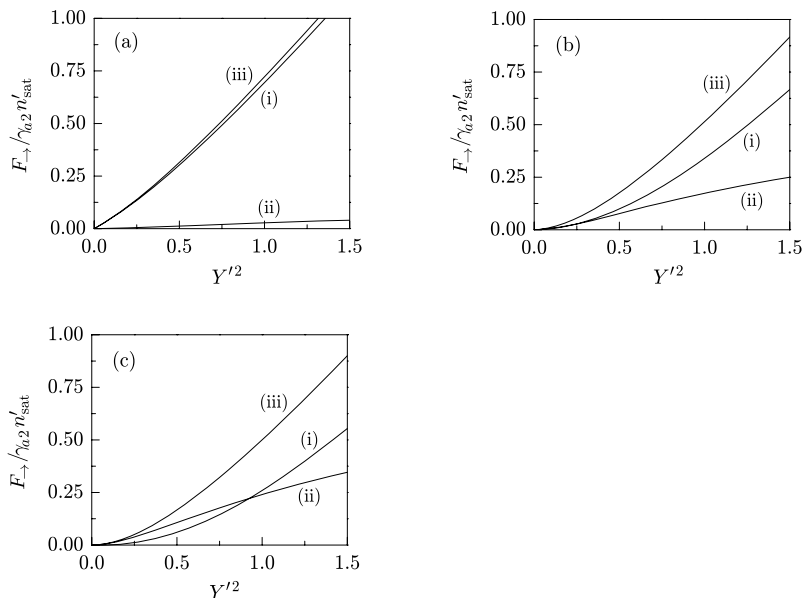 (a)
1.00
0.75
0.50
0.25
0.00
F→/γa2 n′sat
(iii)
(i)
(ii)
0.0 0.5 1.0 1.5
Y′²
(b)
1.00
0.75
0.50
0.25
0.00
F→/γa2 n′sat
(iii)
(i)
(ii)
0.0 0.5 1.0 1.5
Y′²
(c)
1.00
0.75
0.50
0.25
0.00
F→/γa2 n′sat
(iii)
(i)
(ii)
0.0 0.5 1.0 1.5
Y′²